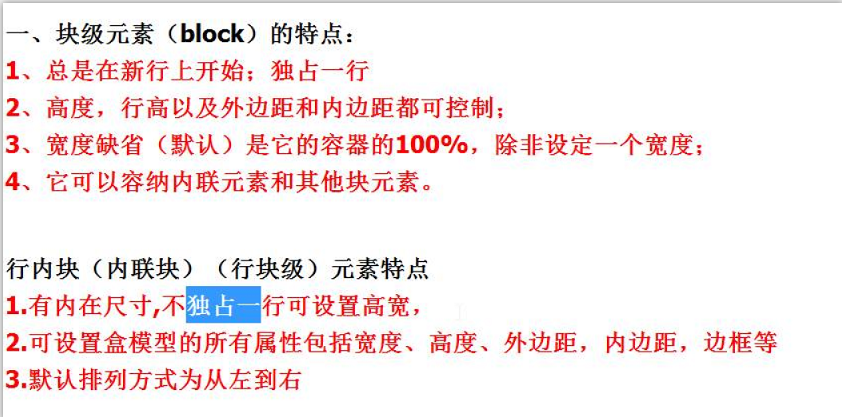 一、块级元素（block）的特点：
1、总是在新行上开始；独占一行
2、高度，行高以及外边距和内边距都可控制；
3、宽度缺省（默认）是它的容器的100%，除非设定一个宽度；
4、它可以容纳内联元素和其他块元素。
行内块（内联块）（行块级）元素特点
1.有内在尺寸,不独占一行可设置高宽，
2.可设置盒模型的所有属性包括宽度、高度、外边距，内边距，边框等
3.默认排列方式为从左到右